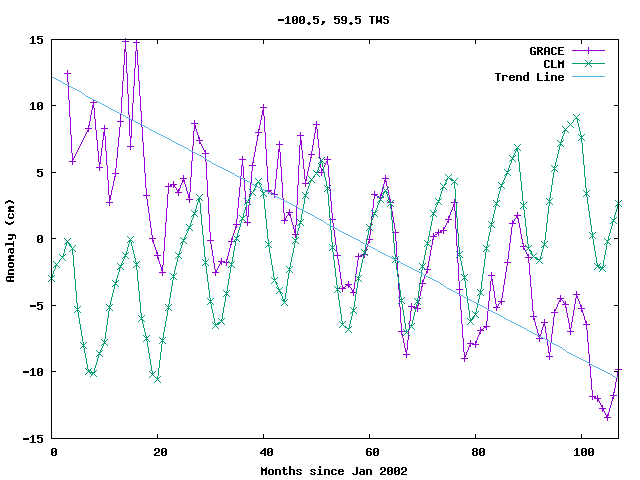 -100.5, 59.5 TWS
GRACE
CLM
Trend Line
15
10
5
0
-5
-10
-15
Anomaly (cm)
0 20 40 60 80 100
Months since Jan 2002